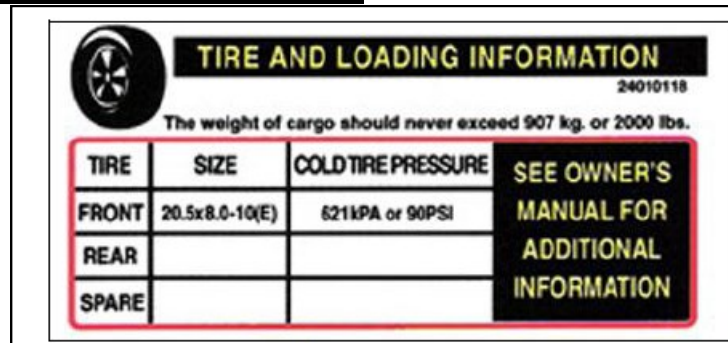 TIRE AND LOADING INFORMATION
24010118
The weight of cargo should never exceed 907 kg. or 2000 lbs.
TIRE SIZE COLD TIRE PRESSURE
FRONT 20.5x8.0-10(E) 621kPA or 90PSI
REAR
SPARE
SEE OWNER'S
MANUAL FOR
ADDITIONAL
INFORMATION